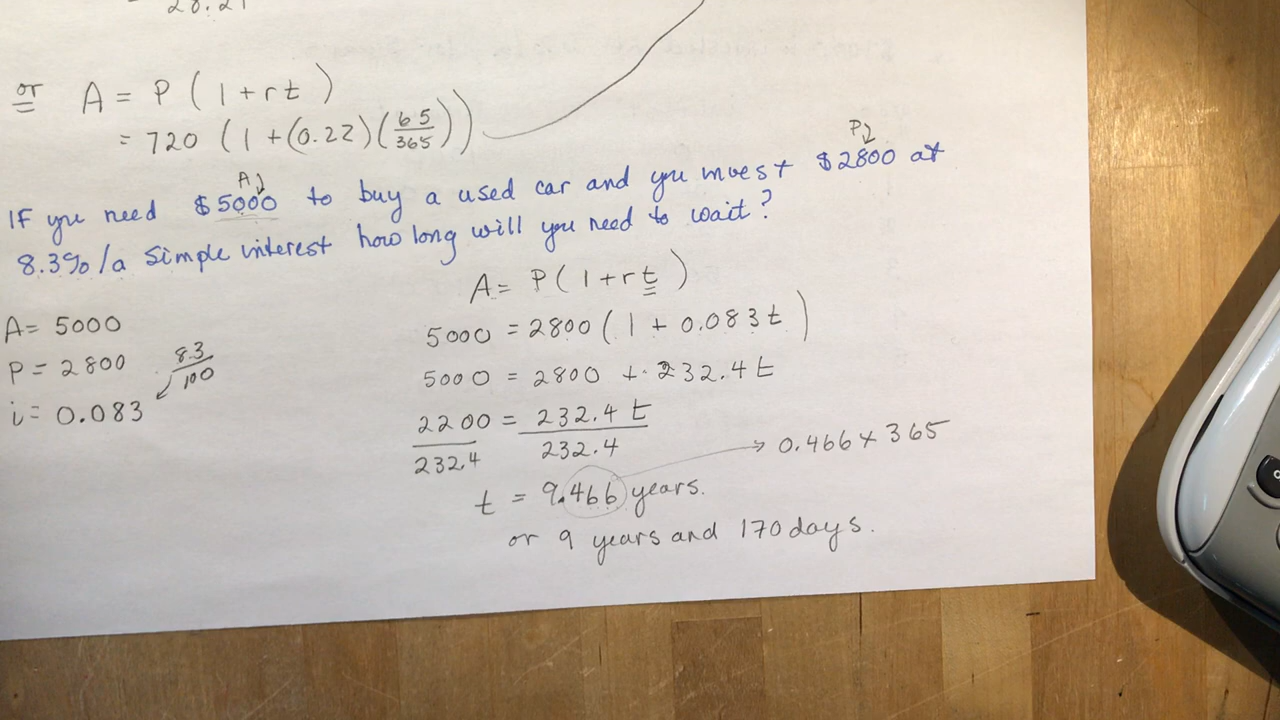 28.21
or A = P ( 1 + rt )
= 720 ( 1 + (0.22)( 65/365 ))
A P
If you need $5000 to buy a used car and you invest $2800 at
8.3%/a simple interest how long will you need to wait?
A = P ( 1 + rt )
A = 5000
5000 = 2800 ( 1 + 0.083t )
P = 2800 8.3/100
5000 = 2800 + 232.4t
i = 0.083
2200/232.4 = 232.4t/232.4
0.466 x 365
t = 9.466 years.
or 9 years and 170 days.